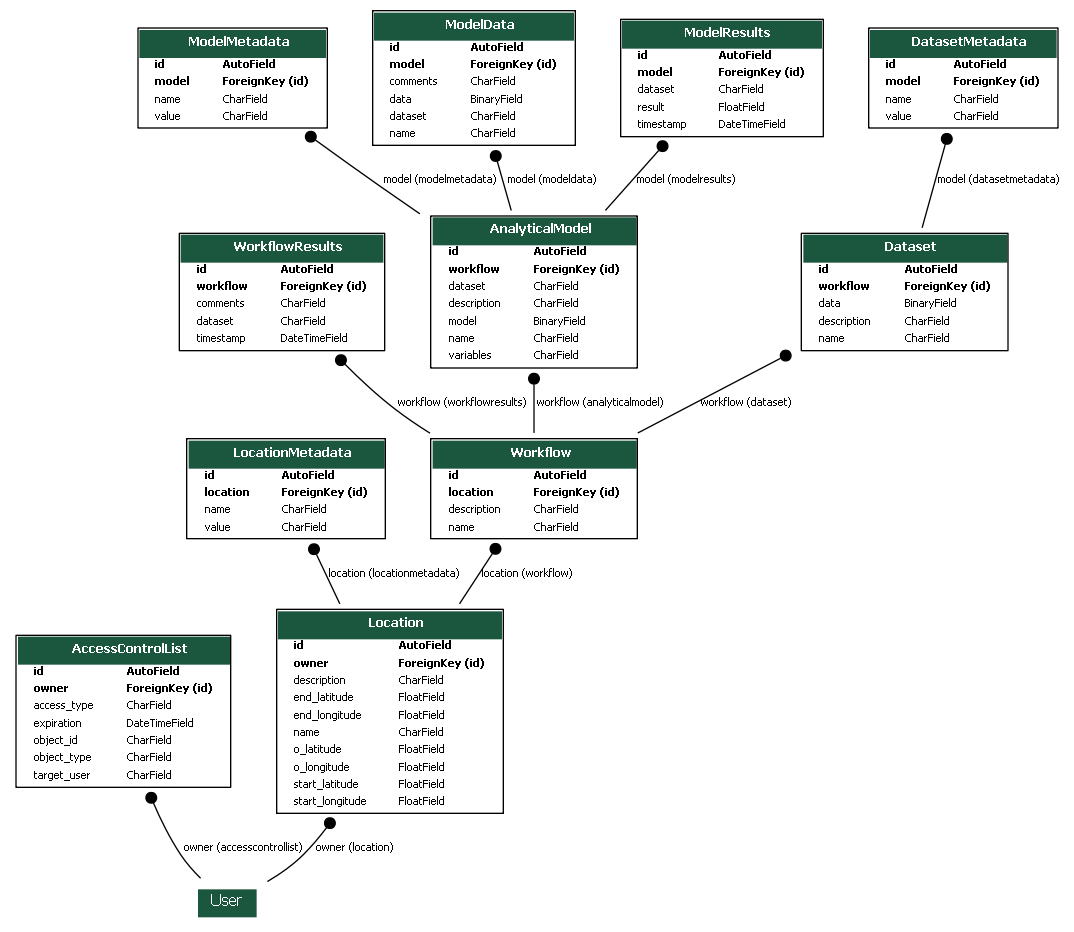 ModelMetadata
id AutoField
model ForeignKey (id)
name CharField
value CharField
ModelData
id AutoField
model ForeignKey (id)
comments CharField
data BinaryField
dataset CharField
name CharField
ModelResults
id AutoField
model ForeignKey (id)
dataset CharField
result FloatField
timestamp DateTimeField
DatasetMetadata
id AutoField
model ForeignKey (id)
name CharField
value CharField
model (modelmetadata)
model (modeldata)
model (modelresults)
model (datasetmetadata)
WorkflowResults
id AutoField
workflow ForeignKey (id)
comments CharField
dataset CharField
timestamp DateTimeField
AnalyticalModel
id AutoField
workflow ForeignKey (id)
dataset CharField
description CharField
model BinaryField
name CharField
variables CharField
Dataset
id AutoField
workflow ForeignKey (id)
data BinaryField
description CharField
name CharField
workflow (workflowresults)
workflow (analyticalmodel)
workflow (dataset)
LocationMetadata
id AutoField
location ForeignKey (id)
name CharField
value CharField
Workflow
id AutoField
location ForeignKey (id)
description CharField
name CharField
location (locationmetadata)
location (workflow)
AccessControlList
id AutoField
owner ForeignKey (id)
access_type CharField
expiration DateTimeField
object_id CharField
object_type CharField
target_user CharField
Location
id AutoField
owner ForeignKey (id)
description CharField
end_latitude FloatField
end_longitude FloatField
name CharField
o_latitude FloatField
o_longitude FloatField
start_latitude FloatField
start_longitude FloatField
owner (accesscontrollist)
owner (location)
User